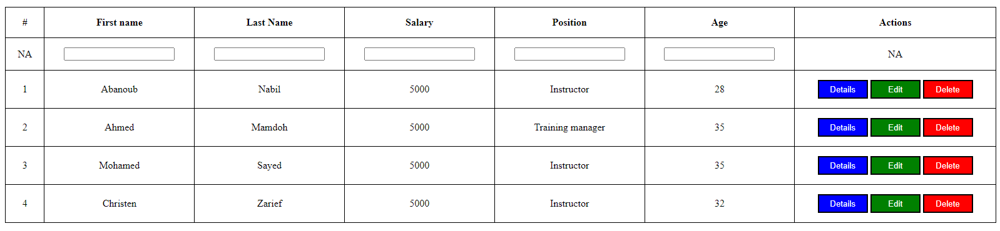 # First name Last Name Salary Position Age Actions
NA NA
1 Abanoub Nabil 5000 Instructor 28 Details Edit Delete
2 Ahmed Mamdoh 5000 Training manager 35 Details Edit Delete
3 Mohamed Sayed 5000 Instructor 35 Details Edit Delete
4 Christen Zarief 5000 Instructor 32 Details Edit Delete